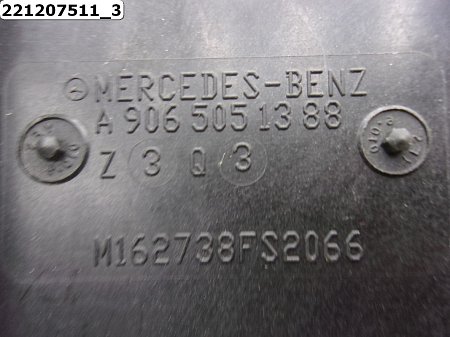 221207511_3
MERCEDES-BENZ
A 906 505 13 88
Z 3 Q 3
M162738FS2066